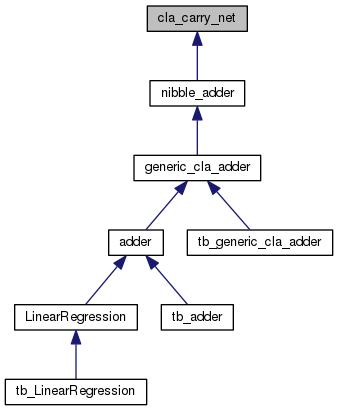 cla_carry_net
nibble_adder
generic_cla_adder
adder
tb_generic_cla_adder
LinearRegression
tb_adder
tb_LinearRegression